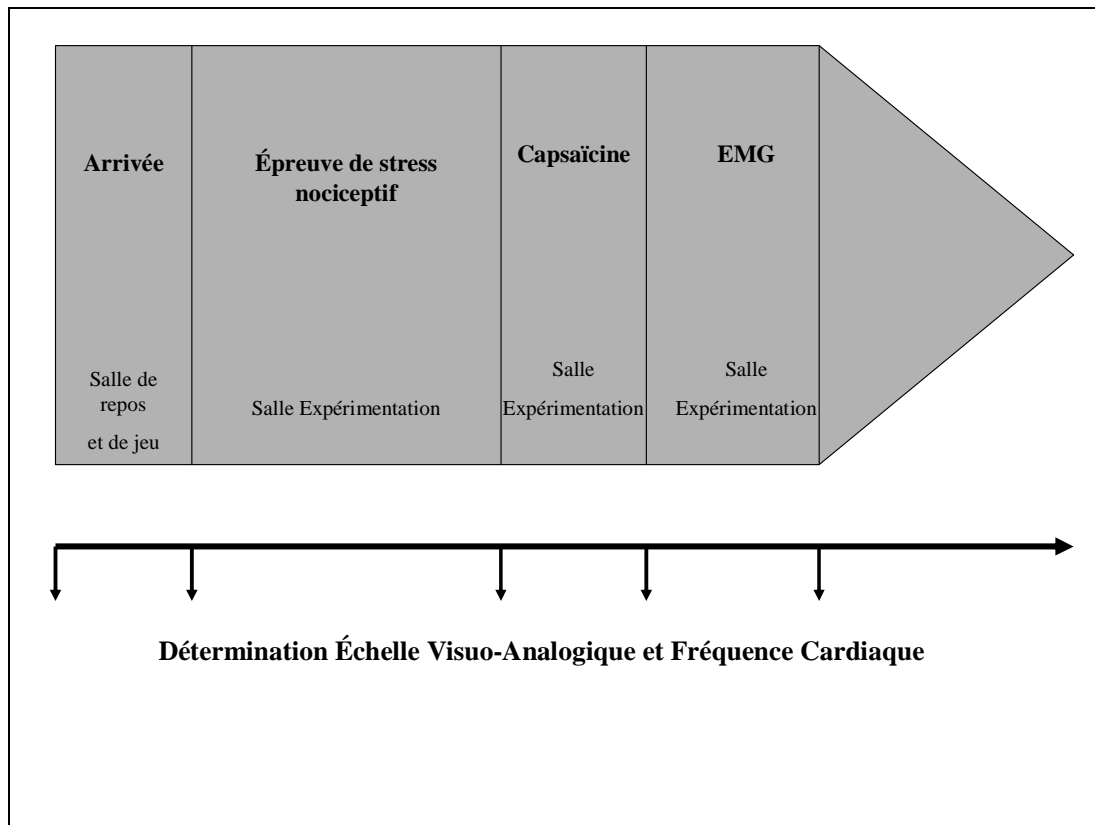 Arrivée
Épreuve de stress
nociceptif
Capsaïcine
EMG
Salle de
repos
et de jeu
Salle Expérimentation
Salle
Expérimentation
Salle
Expérimentation
Détermination Échelle Visuo-Analogique et Fréquence Cardiaque